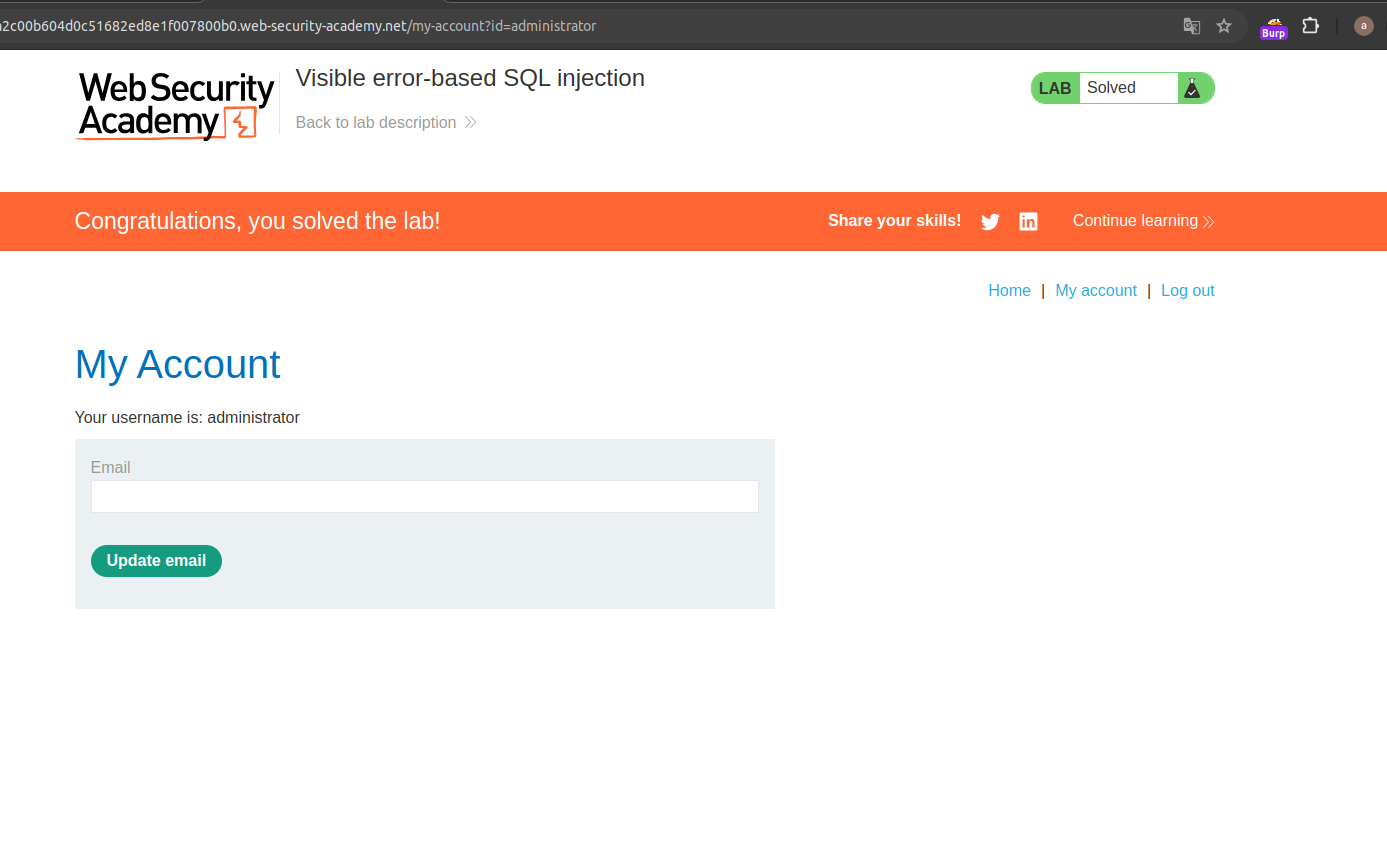 a2c00b604d0c51682ed8e1f007800b0.web-security-academy.net/my-account?id=administrator
Burp
a
Web Security
Academy
Visible error-based SQL injection
Back to lab description
LAB Solved
Congratulations, you solved the lab!
Share your skills!
in
Continue learning
Home | My account | Log out
My Account
Your username is: administrator
Email
Update email